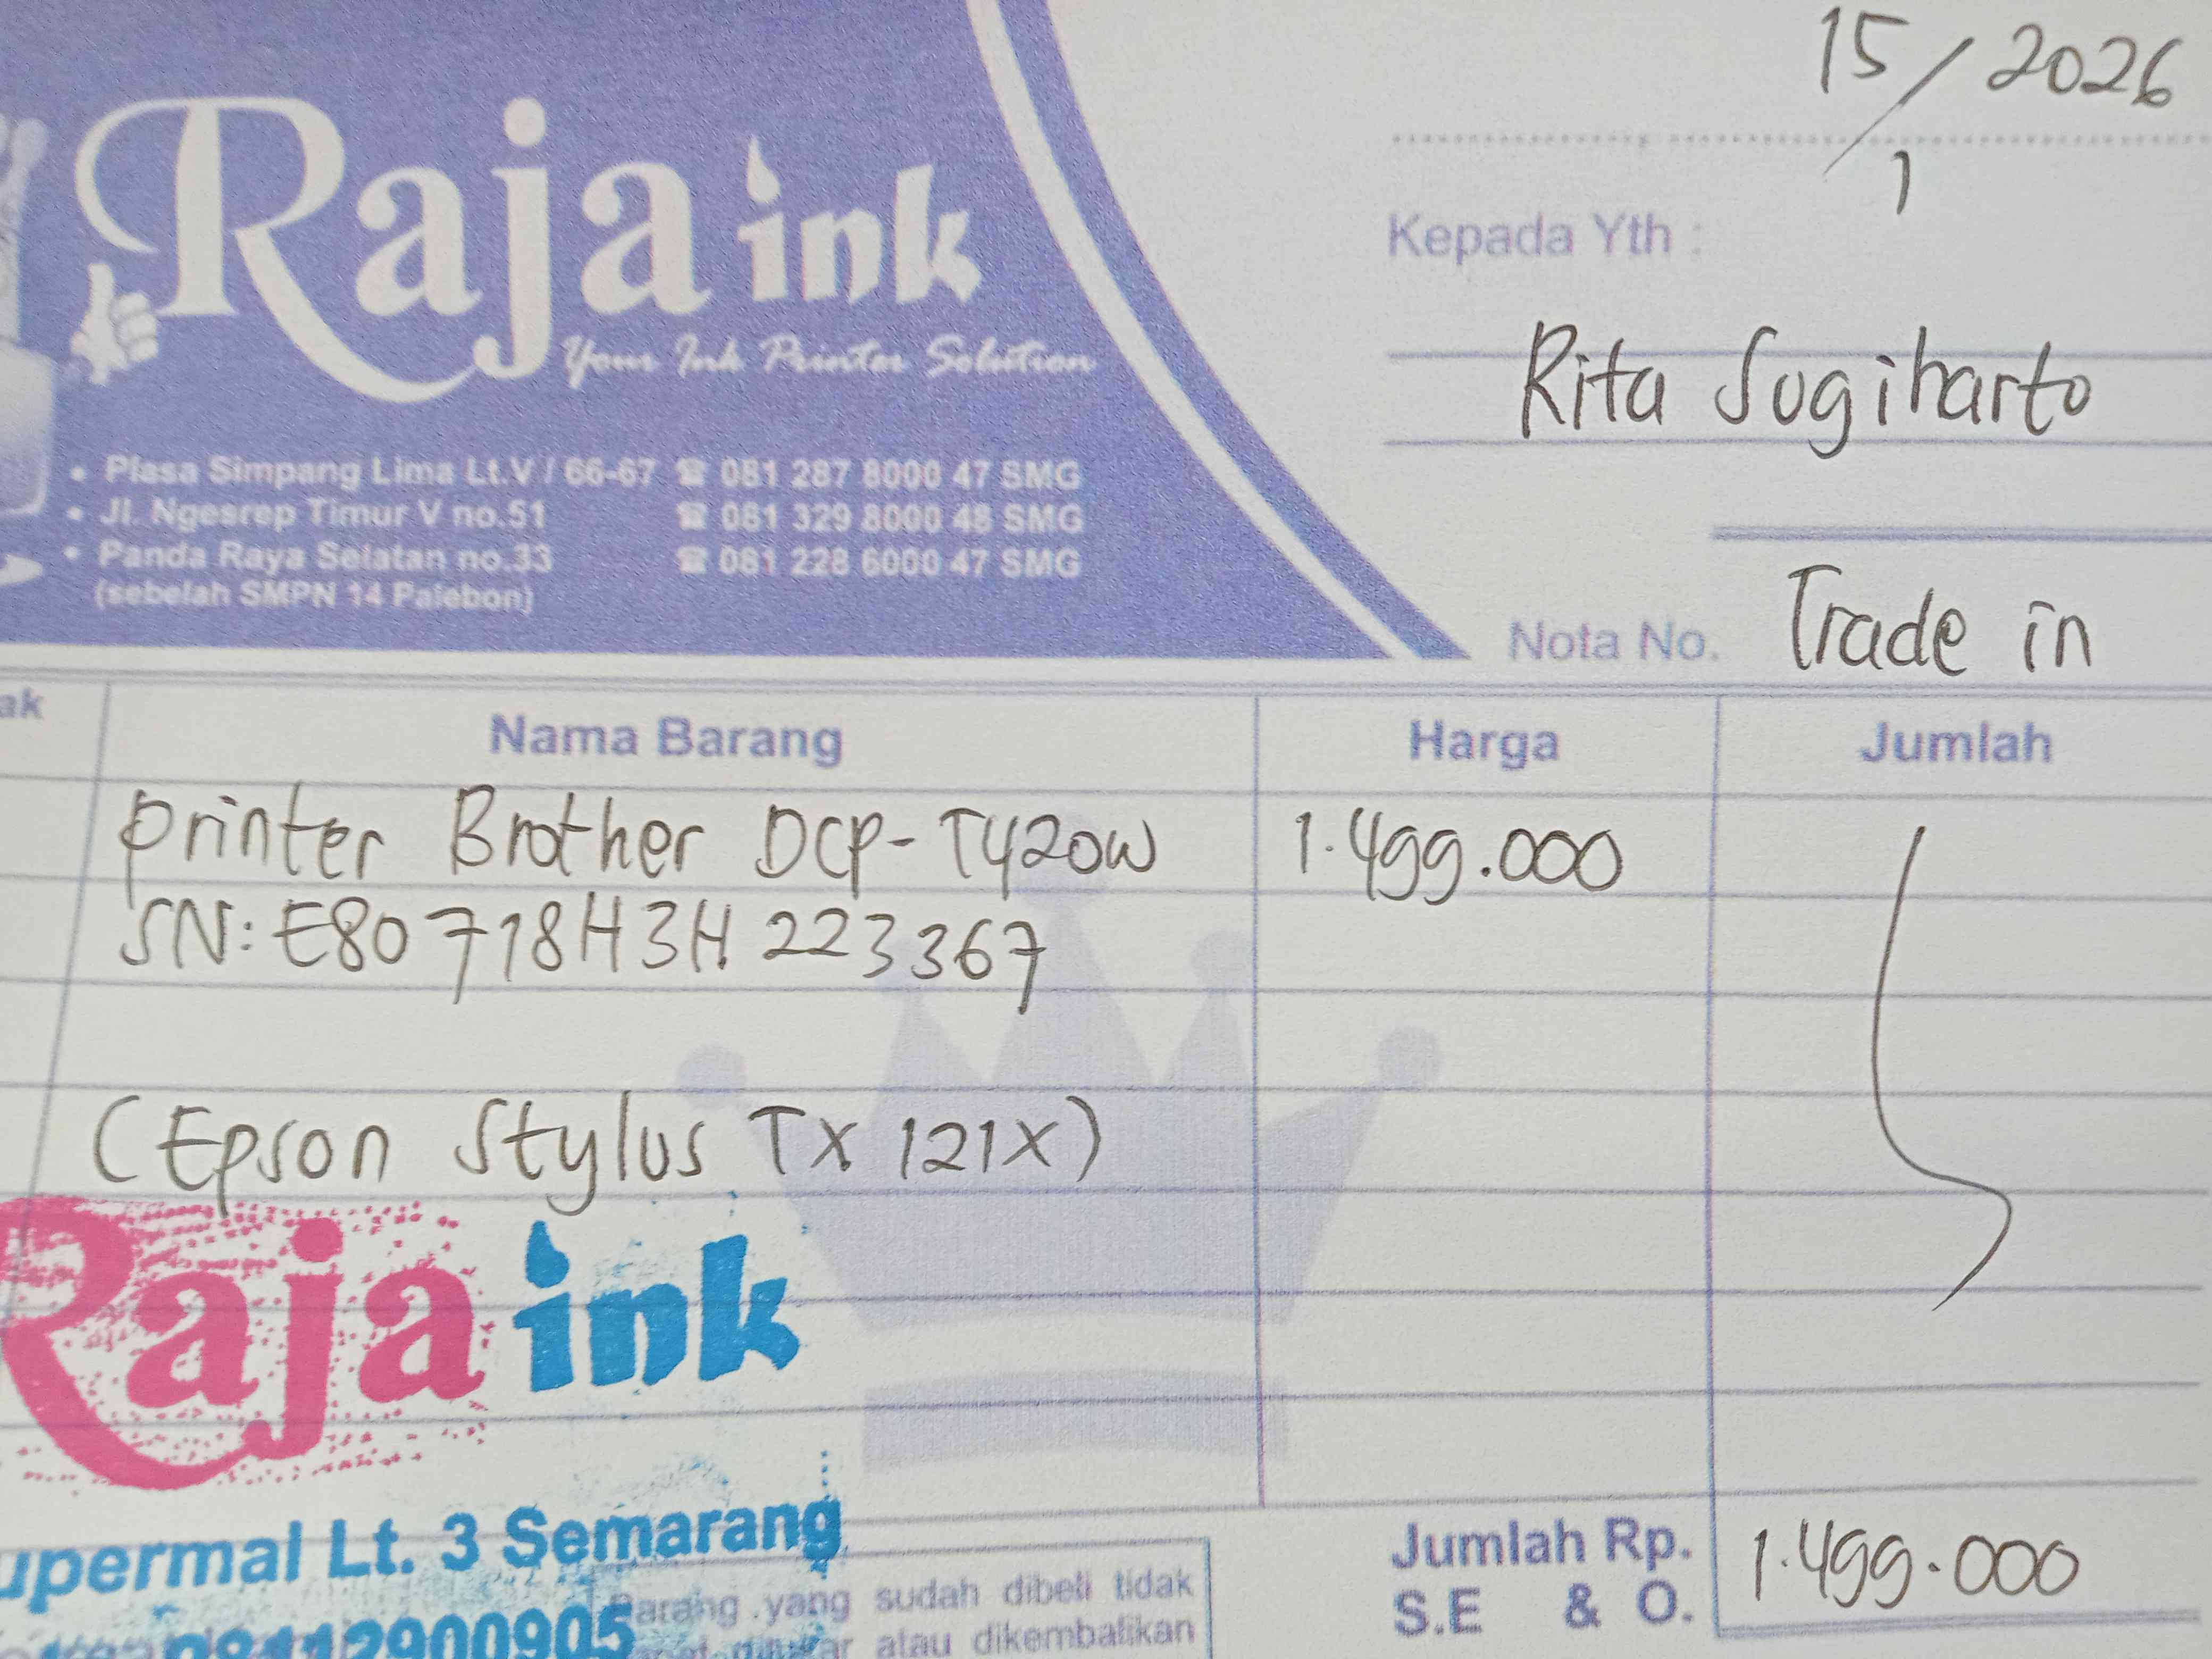 15/1 2026
Raja ink
Your Ink Printer Solution
Kepada Yth :
Rita Sugiharto
• Plasa Simpang Lima Lt.V / 66-67 ☎ 081 287 8000 47 SMG
• Jl. Ngesrep Timur V no.51 ☎ 081 329 8000 48 SMG
• Panda Raya Selatan no.33 ☎ 081 228 6000 47 SMG
(sebelah SMPN 14 Palebon)
Nota No. Trade in
ak Nama Barang Harga Jumlah
Printer Brother DCP-T420W 1.499.000
SN: E80718H3H223367
(Epson Stylus TX 121X)
Raja ink
upermal Lt. 3 Semarang
08112900905
Barang yang sudah dibeli tidak
atau dikembalikan
Jumlah Rp. 1.499.000
S.E & O.